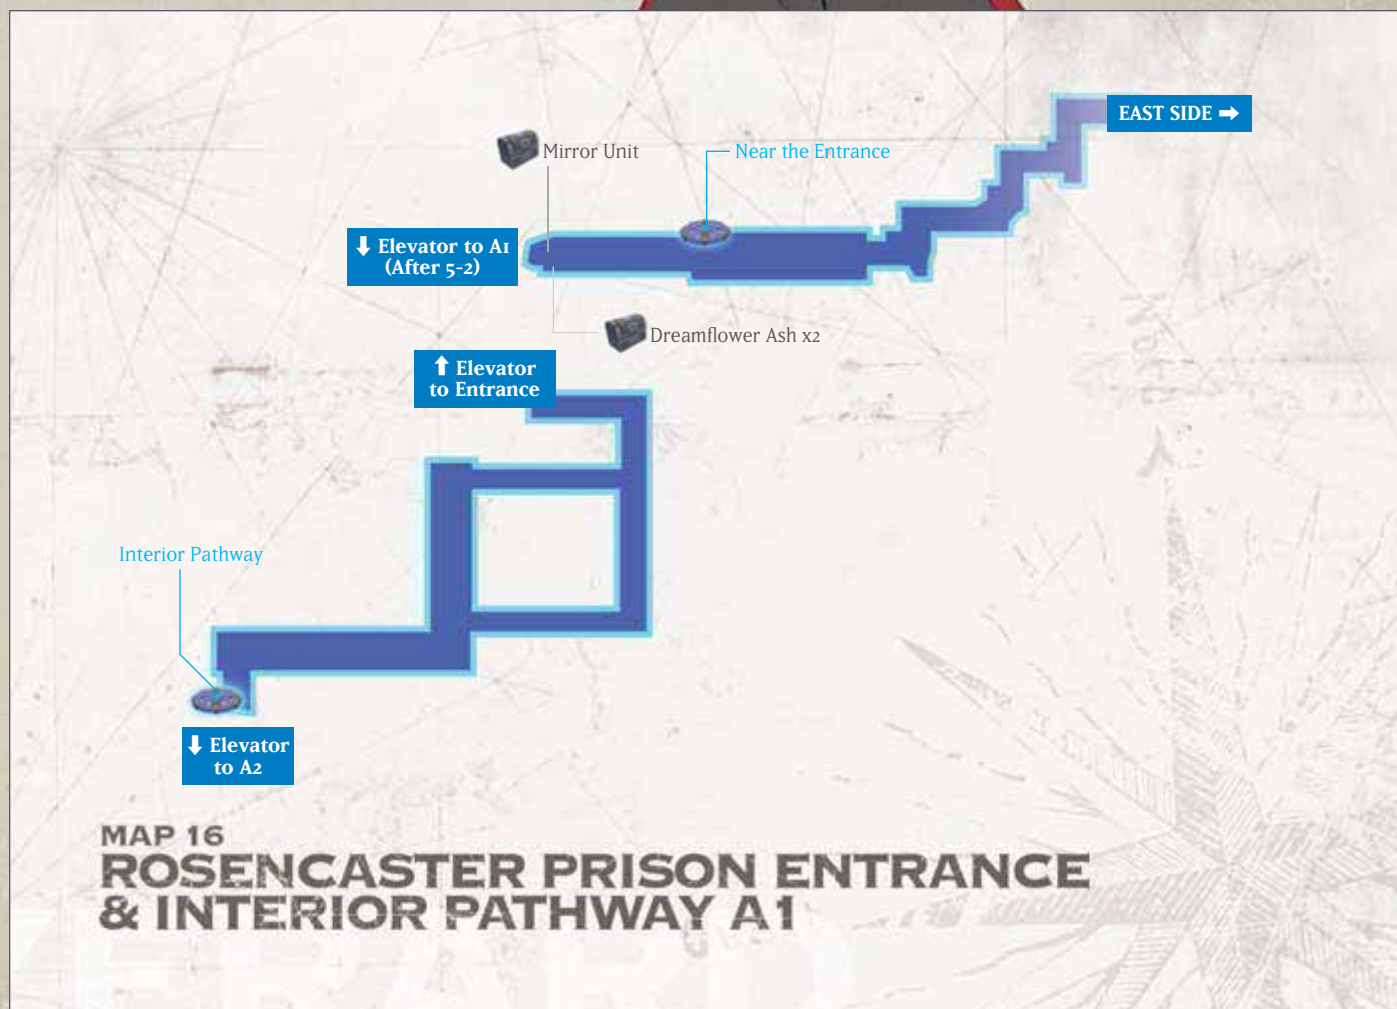 EAST SIDE ➡
Mirror Unit
Near the Entrance
⬇ Elevator to A1
(After 5-2)
Dreamflower Ash x2
⬆ Elevator
to Entrance
Interior Pathway
⬇ Elevator
to A2
MAP 16
ROSENCASTER PRISON ENTRANCE
& INTERIOR PATHWAY A1